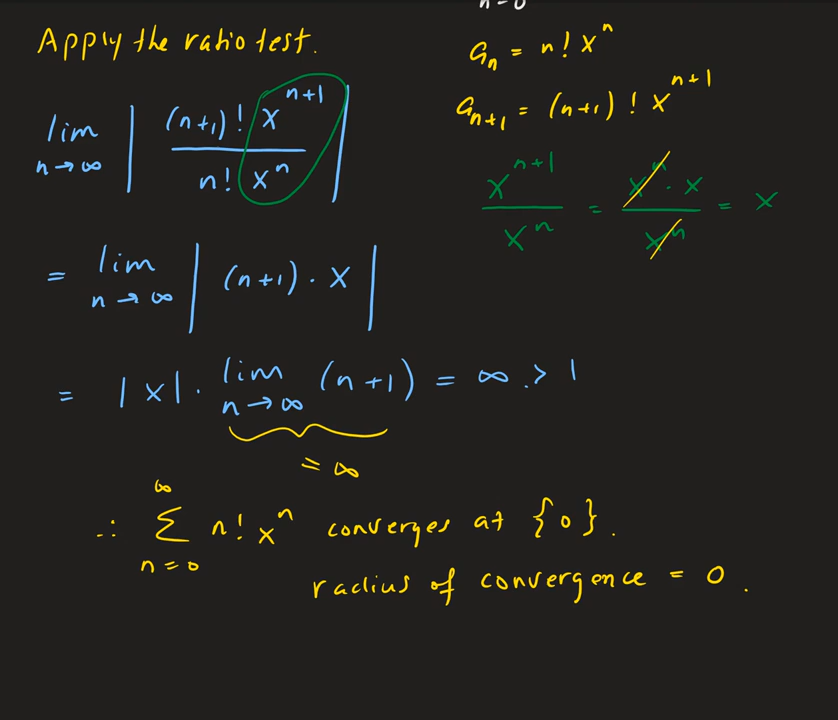 n=0
Apply the ratio test.
a_n = n! x^n
a_{n+1} = (n+1)! x^{n+1}
lim n→∞ | (n+1)! x^{n+1} / n! x^n |
x^{n+1} / x^n = x^n · x / x^n = x
= lim n→∞ | (n+1) · x |
= |x| · lim n→∞ (n+1) = ∞ > 1
= ∞
∴ ∑_{n=0}^{∞} n! x^n converges at {0}.
radius of convergence = 0.